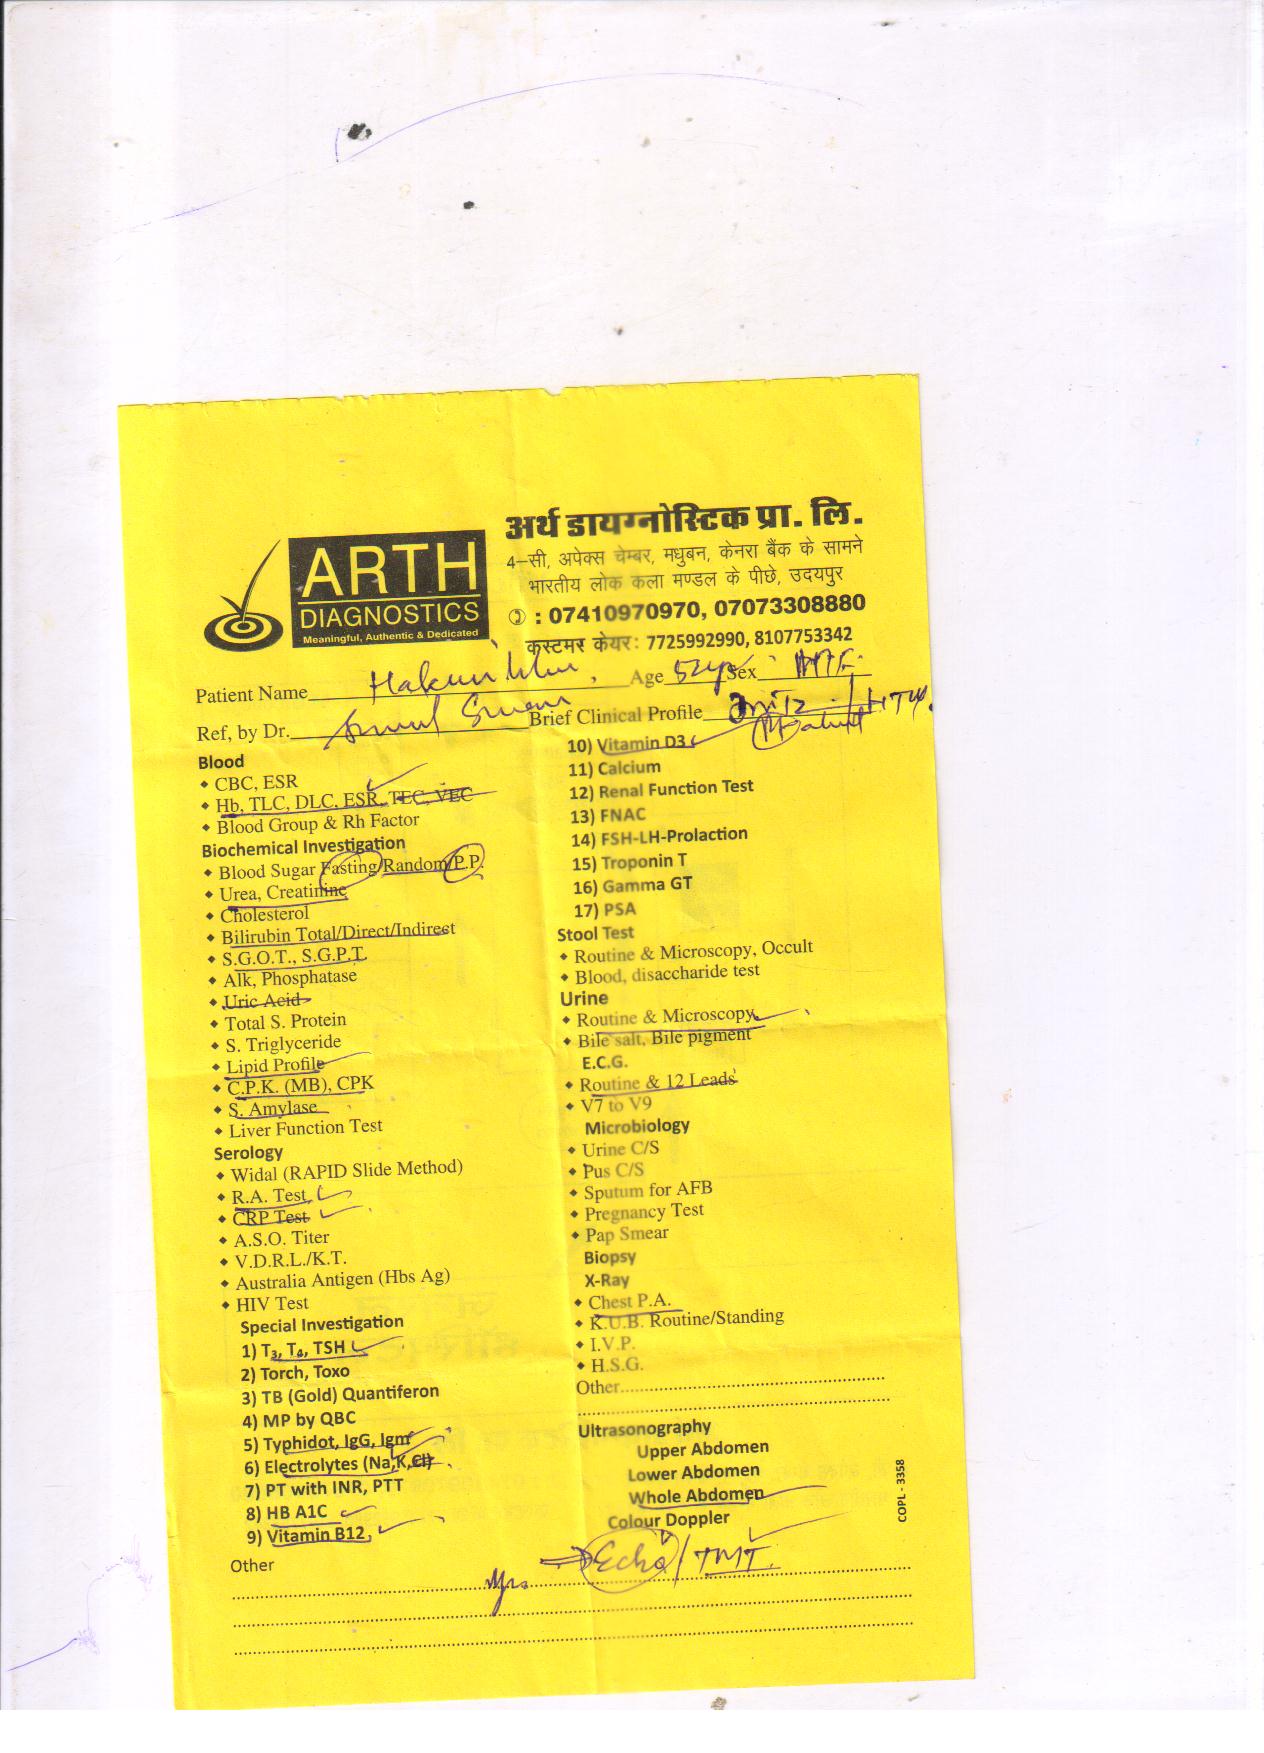 अर्थ डायग्नोस्टिक प्रा. लि.
4–सी, अपेक्स चेम्बर, मधुबन, केनरा बैंक के सामने
भारतीय लोक कला मण्डल के पीछे, उदयपुर
: 07410970970, 07073308880
कस्टमर केयर: 7725992990, 8107753342
ARTH
DIAGNOSTICS
Meaningful, Authentic & Dedicated
Patient Name Age Sex
Ref, by Dr. Brief Clinical Profile HTN.
Blood
CBC, ESR
Hb, TLC, DLC, ESR, TEC, VEC
Blood Group & Rh Factor
Biochemical Investigation
Blood Sugar Fasting/Random/P.P.
Urea, Creatinine
Cholesterol
Bilirubin Total/Direct/Indirect
S.G.O.T., S.G.P.T.
Alk, Phosphatase
Uric Acid
Total S. Protein
S. Triglyceride
Lipid Profile
C.P.K. (MB), CPK
S. Amylase
Liver Function Test
Serology
Widal (RAPID Slide Method)
R.A. Test
CRP Test
A.S.O. Titer
V.D.R.L./K.T.
Australia Antigen (Hbs Ag)
HIV Test
Special Investigation
1) T3, T4, TSH
2) Torch, Toxo
3) TB (Gold) Quantiferon
4) MP by QBC
5) Typhidot, IgG, Igm
6) Electrolytes (Na,K,Cl)
7) PT with INR, PTT
8) HB A1C
9) Vitamin B12,
10) Vitamin D3
11) Calcium
12) Renal Function Test
13) FNAC
14) FSH-LH-Prolaction
15) Troponin T
16) Gamma GT
17) PSA
Stool Test
Routine & Microscopy, Occult
Blood, disaccharide test
Urine
Routine & Microscopy
Bile salt, Bile pigment
E.C.G.
Routine & 12 Leads
V7 to V9
Microbiology
Urine C/S
Pus C/S
Sputum for AFB
Pregnancy Test
Pap Smear
Biopsy
X-Ray
Chest P.A.
K.U.B. Routine/Standing
I.V.P.
H.S.G.
Other
Ultrasonography
Upper Abdomen
Lower Abdomen
Whole Abdomen
Colour Doppler
COPL - 3358
Other
Echo / TMT